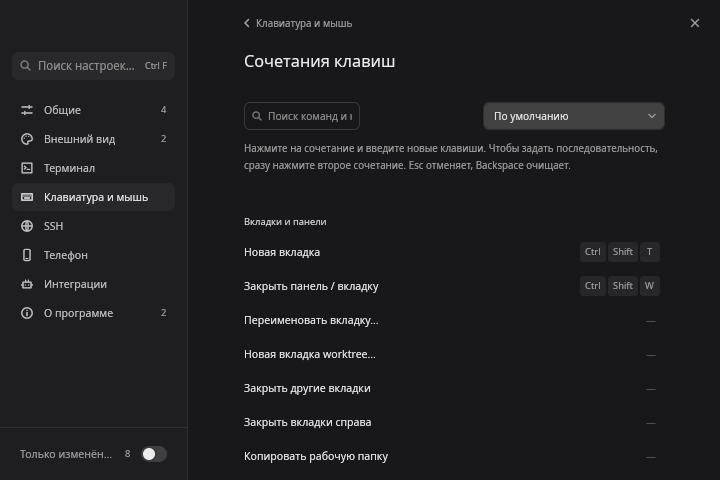 Клавиатура и мышь
Сочетания клавиш
Поиск настроек... Ctrl F
Общие 4
Внешний вид 2
Терминал
Клавиатура и мышь
SSH
Телефон
Интеграции
О программе 2
Только изменён... 8
Поиск команд и
По умолчанию
Нажмите на сочетание и введите новые клавиши. Чтобы задать последовательность,
сразу нажмите второе сочетание. Esc отменяет, Backspace очищает.
Вкладки и панели
Новая вкладка Ctrl Shift T
Закрыть панель / вкладку Ctrl Shift W
Переименовать вкладку... —
Новая вкладка worktree... —
Закрыть другие вкладки —
Закрыть вкладки справа —
Копировать рабочую папку —